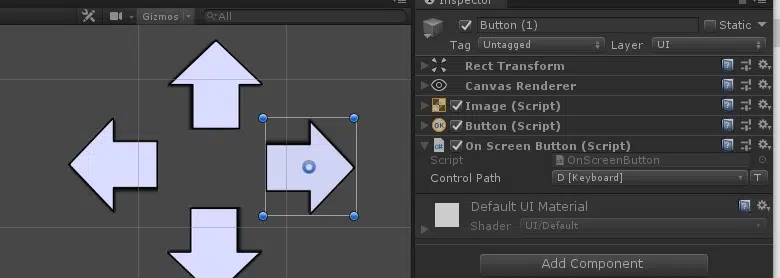 Inspector
Gizmos
All
Button (1)
Static
Tag
Untagged
Layer
UI
Rect Transform
Canvas Renderer
Image (Script)
OK
Button (Script)
C#
On Screen Button (Script)
Script
OnScreenButton
Control Path
D [Keyboard]
T
Default UI Material
Shader
UI/Default
Add Component